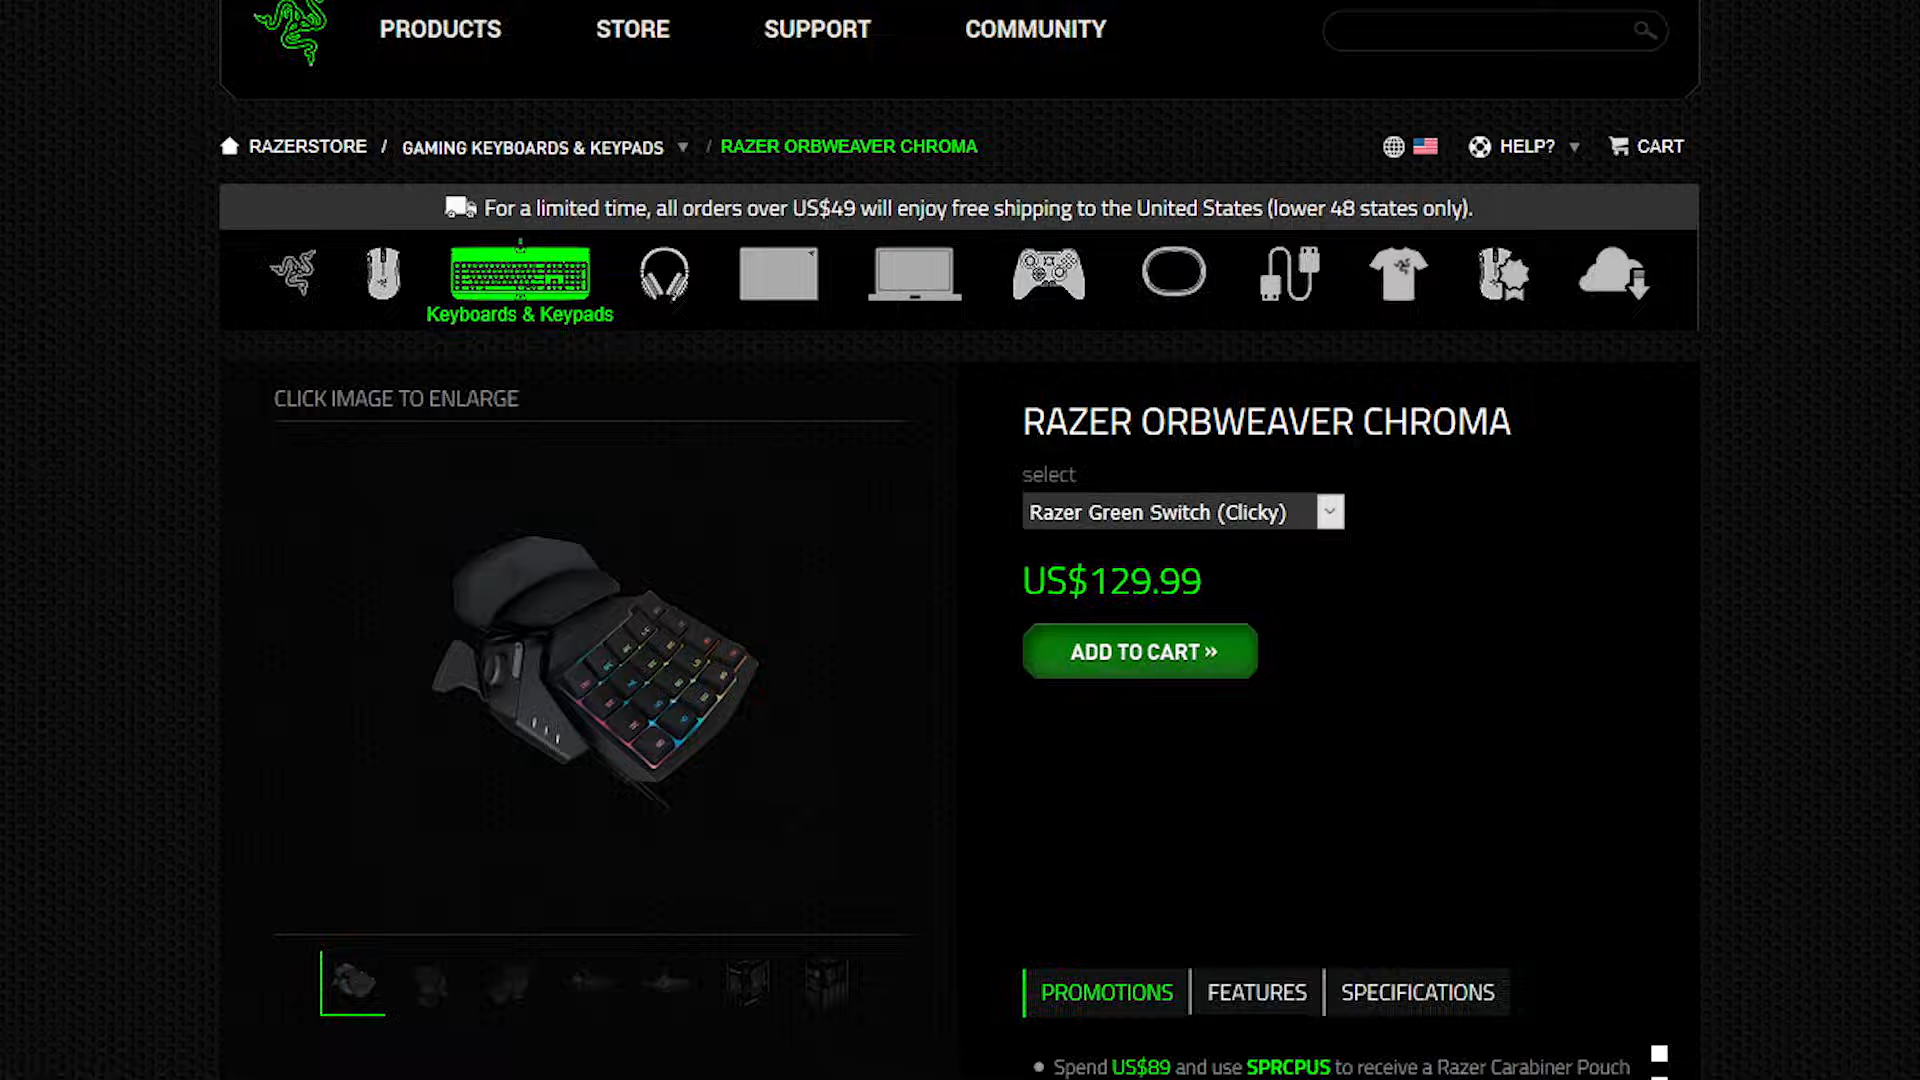 PRODUCTS STORE SUPPORT COMMUNITY
RAZERSTORE / GAMING KEYBOARDS & KEYPADS / RAZER ORBWEAVER CHROMA
HELP? CART
For a limited time, all orders over US$49 will enjoy free shipping to the United States (lower 48 states only).
Keyboards & Keypads
CLICK IMAGE TO ENLARGE
RAZER ORBWEAVER CHROMA
select
Razer Green Switch (Clicky)
US$129.99
ADD TO CART »
PROMOTIONS FEATURES SPECIFICATIONS
Spend US$89 and use SPRCPUS to receive a Razer Carabiner Pouch